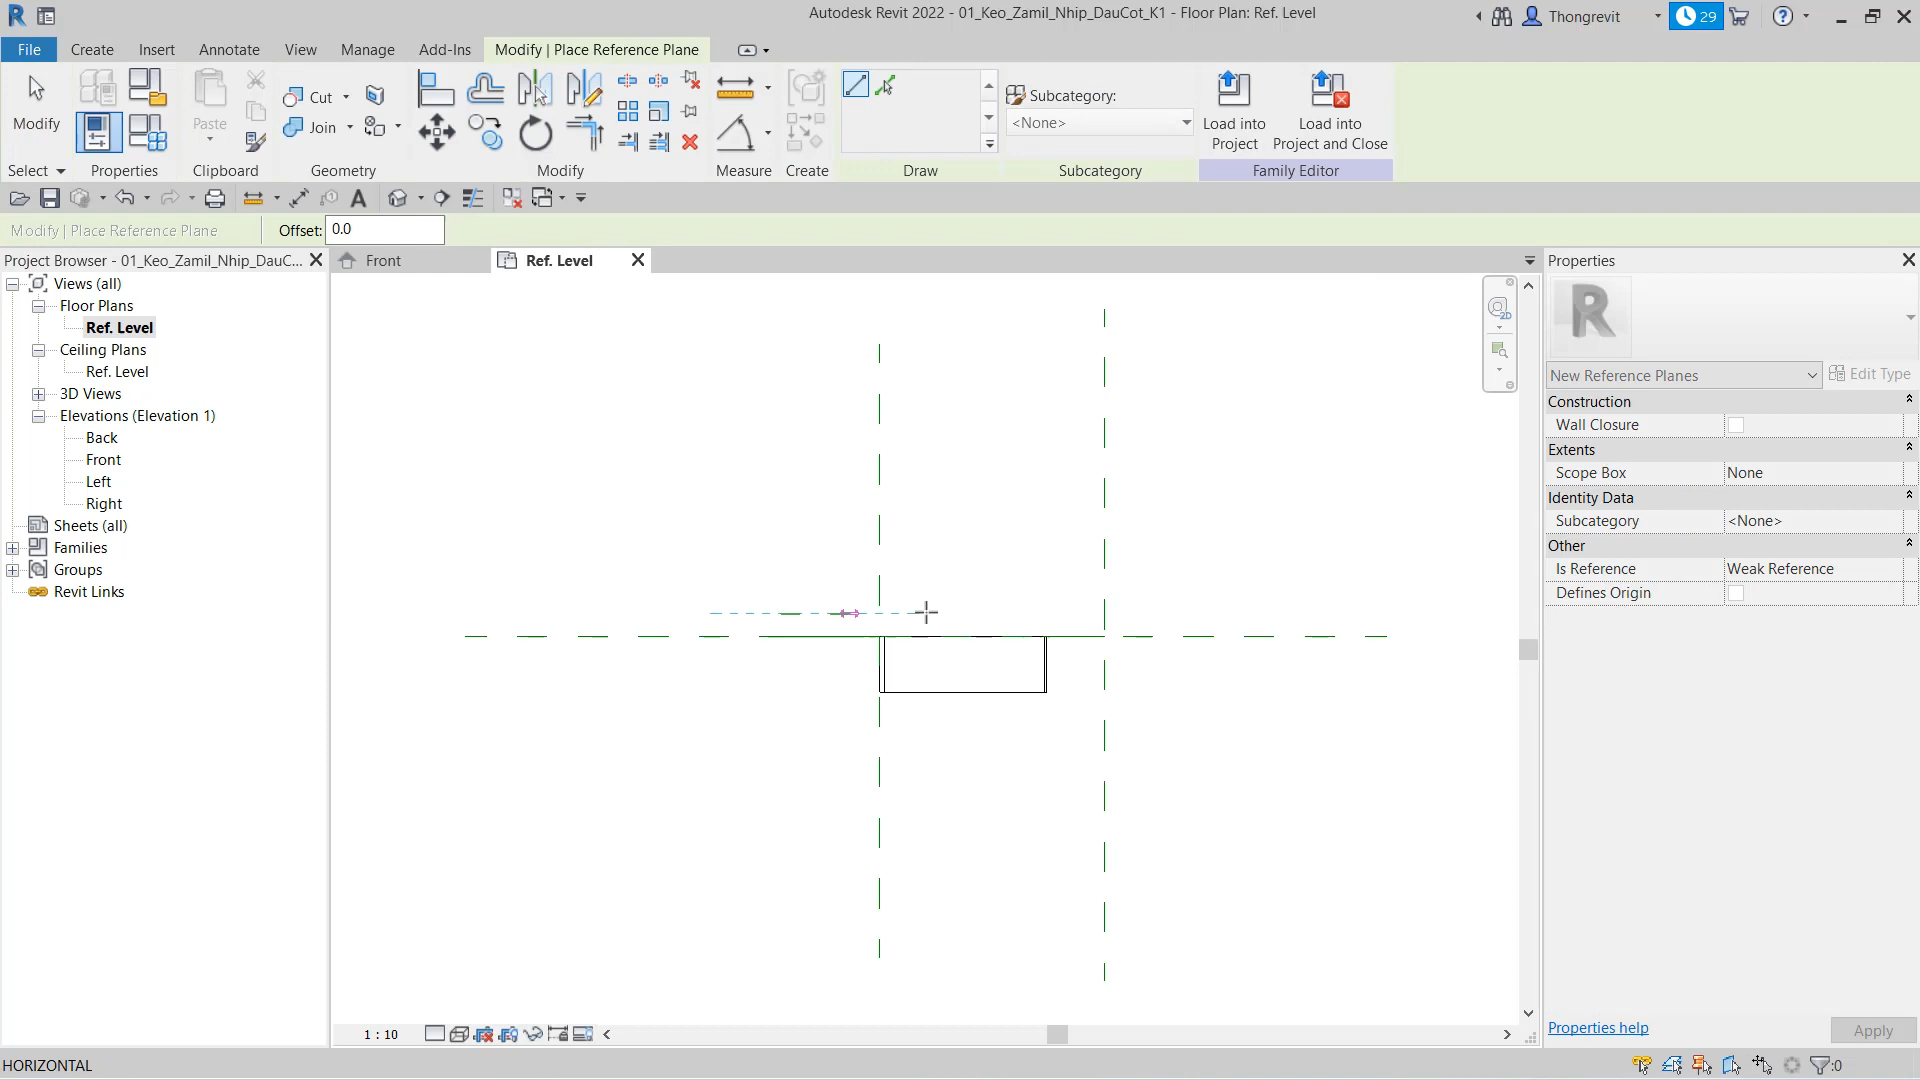 Autodesk Revit 2022 - 01_Keo_Zamil_Nhip_DauCot_K1 - Floor Plan: Ref. Level
Thongrevit
29
File
Create
Insert
Annotate
View
Manage
Add-Ins
Modify | Place Reference Plane
Modify
Paste
Cut
Join
Subcategory:
<None>
Load into
Project
Load into
Project and Close
Select
Properties
Clipboard
Geometry
Modify
Measure
Create
Draw
Subcategory
Family Editor
Modify | Place Reference Plane
Offset:
0.0
Project Browser - 01_Keo_Zamil_Nhip_DauC...
Views (all)
Floor Plans
Ref. Level
Ceiling Plans
Ref. Level
3D Views
Elevations (Elevation 1)
Back
Front
Left
Right
Sheets (all)
Families
Groups
Revit Links
Front
Ref. Level
2D
1 : 10
Properties
New Reference Planes
Edit Type
Construction
Wall Closure
Extents
Scope Box
None
Identity Data
Subcategory
<None>
Other
Is Reference
Weak Reference
Defines Origin
Properties help
Apply
HORIZONTAL
:0